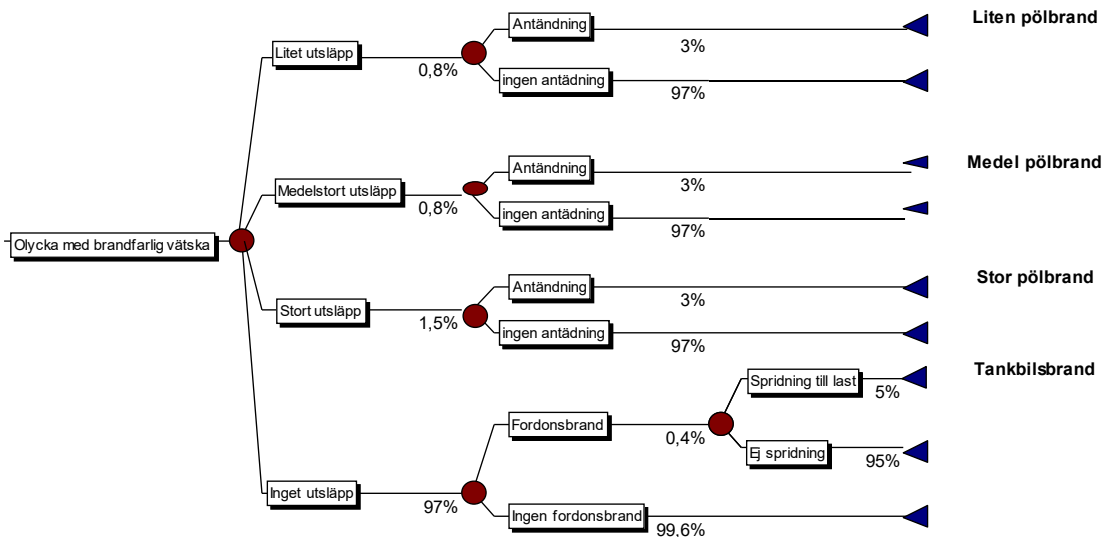 Antändning
Liten pölbrand
3%
Litet utsläpp
0,8%
ingen antädning
97%
Antändning
Medel pölbrand
3%
Medelstort utsläpp
0,8%
ingen antädning
97%
Olycka med brandfarlig vätska
Antändning
Stor pölbrand
3%
Stort utsläpp
1,5%
ingen antädning
97%
Tankbilsbrand
Spridning till last
5%
Fordonsbrand
0,4%
Ej spridning
95%
Inget utsläpp
97%
Ingen fordonsbrand
99,6%